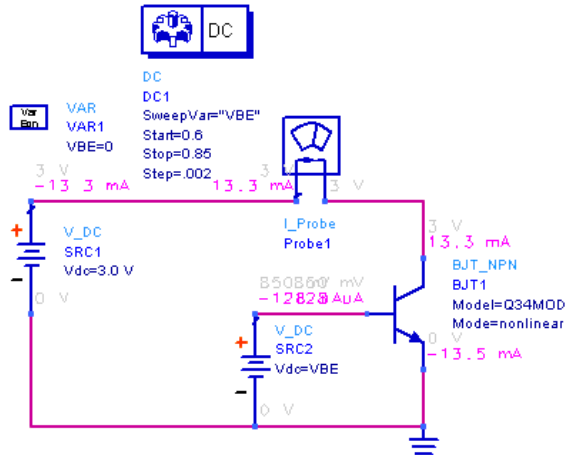 DC
DC
DC1
SweepVar="VBE"
Start=0.6
Stop=0.85
Step=.002
Var
Eqn
VAR
VAR1
VBE=0
3 V
-13.3 mA
3 V
13.3 mA
3 V
I_Probe
Probe1
3 V
13.3 mA
V_DC
SRC1
Vdc=3.0 V
0 V
BJT_NPN
BJT1
Model=Q34MOD
Mode=nonlinear
mV
uA
V_DC
SRC2
Vdc=VBE
0 V
-13.5 mA
0 V